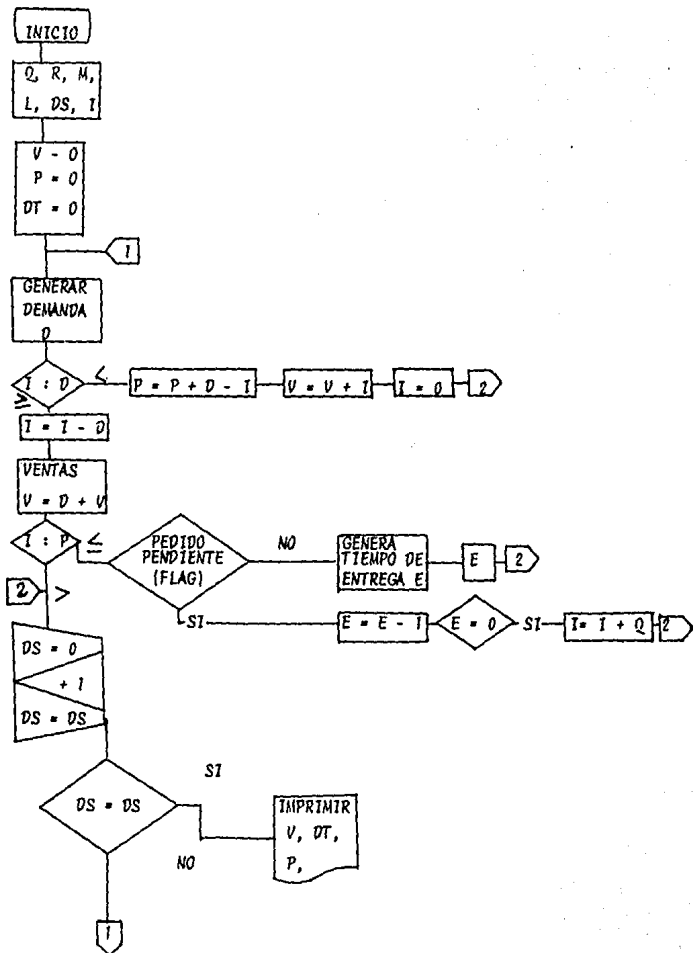 INICIO
Q, R, M,
L, DS, I
V - 0
P = 0
DT = 0
1
GENERAR
DEMANDA
D
I : D
<
P = P + D - I
V = V + I
I = 0
2
≥
I = I - D
VENTAS
V = D + V
I : P
≤
PEDIDO
PENDIENTE
(FLAG)
NO
GENERA
TIEMPO DE
ENTREGA E
E
2
2
>
SI
E = E - 1
E = 0
SI
I = I + Q
2
DS = 0
+ 1
DS = DS
SI
DS = DS
IMPRIMIR
V, DT,
P,
NO
1